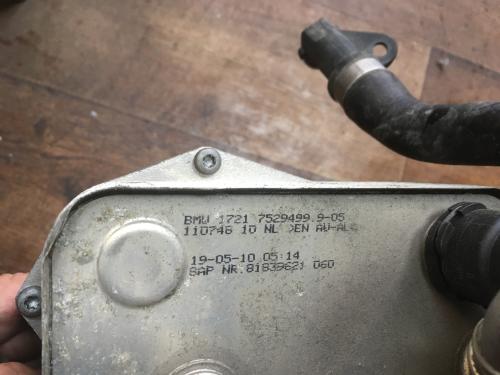 BMW 1721 7529499.9-05
110746 10 NL >EN AW-AL<
19-05-10 05:14
SAP NR.81839621 060